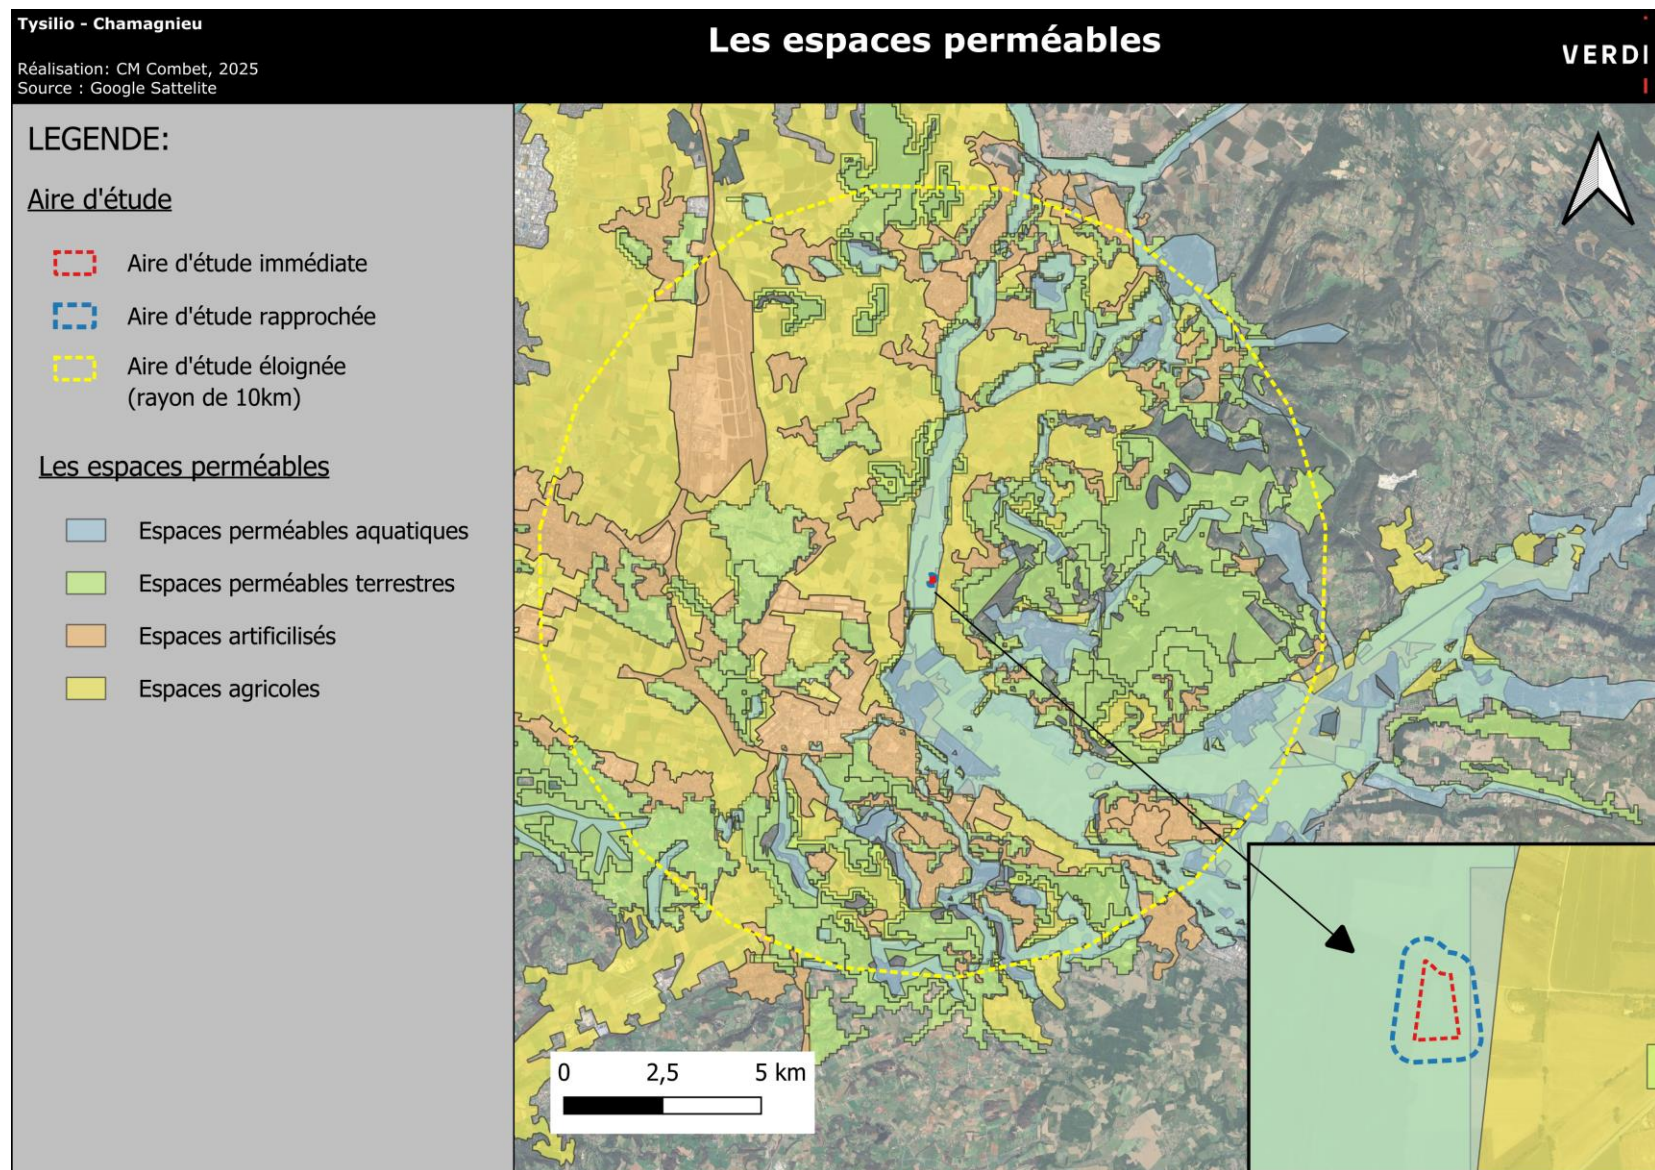 Tysilio - Chamagnieu
Réalisation: CM Combet, 2025
Source : Google Sattelite
Les espaces perméables
VERDI
LEGENDE:
Aire d'étude
Aire d'étude immédiate
Aire d'étude rapprochée
Aire d'étude éloignée
(rayon de 10km)
Les espaces perméables
Espaces perméables aquatiques
Espaces perméables terrestres
Espaces artificilisés
Espaces agricoles
0 2,5 5 km